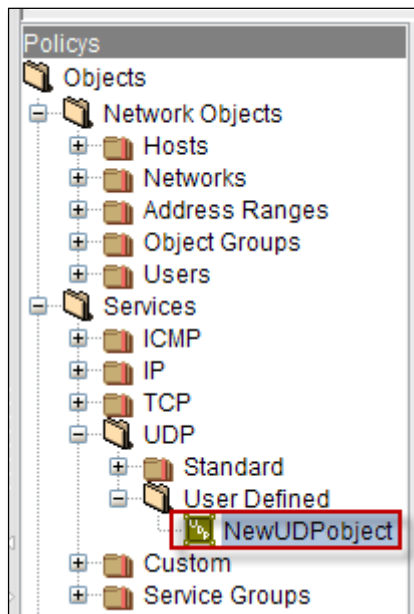 Policys
Objects
Network Objects
Hosts
Networks
Address Ranges
Object Groups
Users
Services
ICMP
IP
TCP
UDP
Standard
User Defined
NewUDPobject
Custom
Service Groups